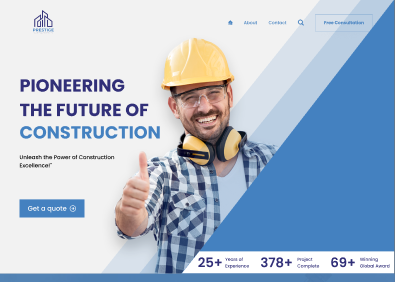 PRESTIGE
About
Contact
Free Consultation
PIONEERING
THE FUTURE OF
CONSTRUCTION
Unleash the Power of Construction
Excellence!"
Get a quote
25+ Years of
Experience
378+ Project
Complete
69+ Winning
Global Award